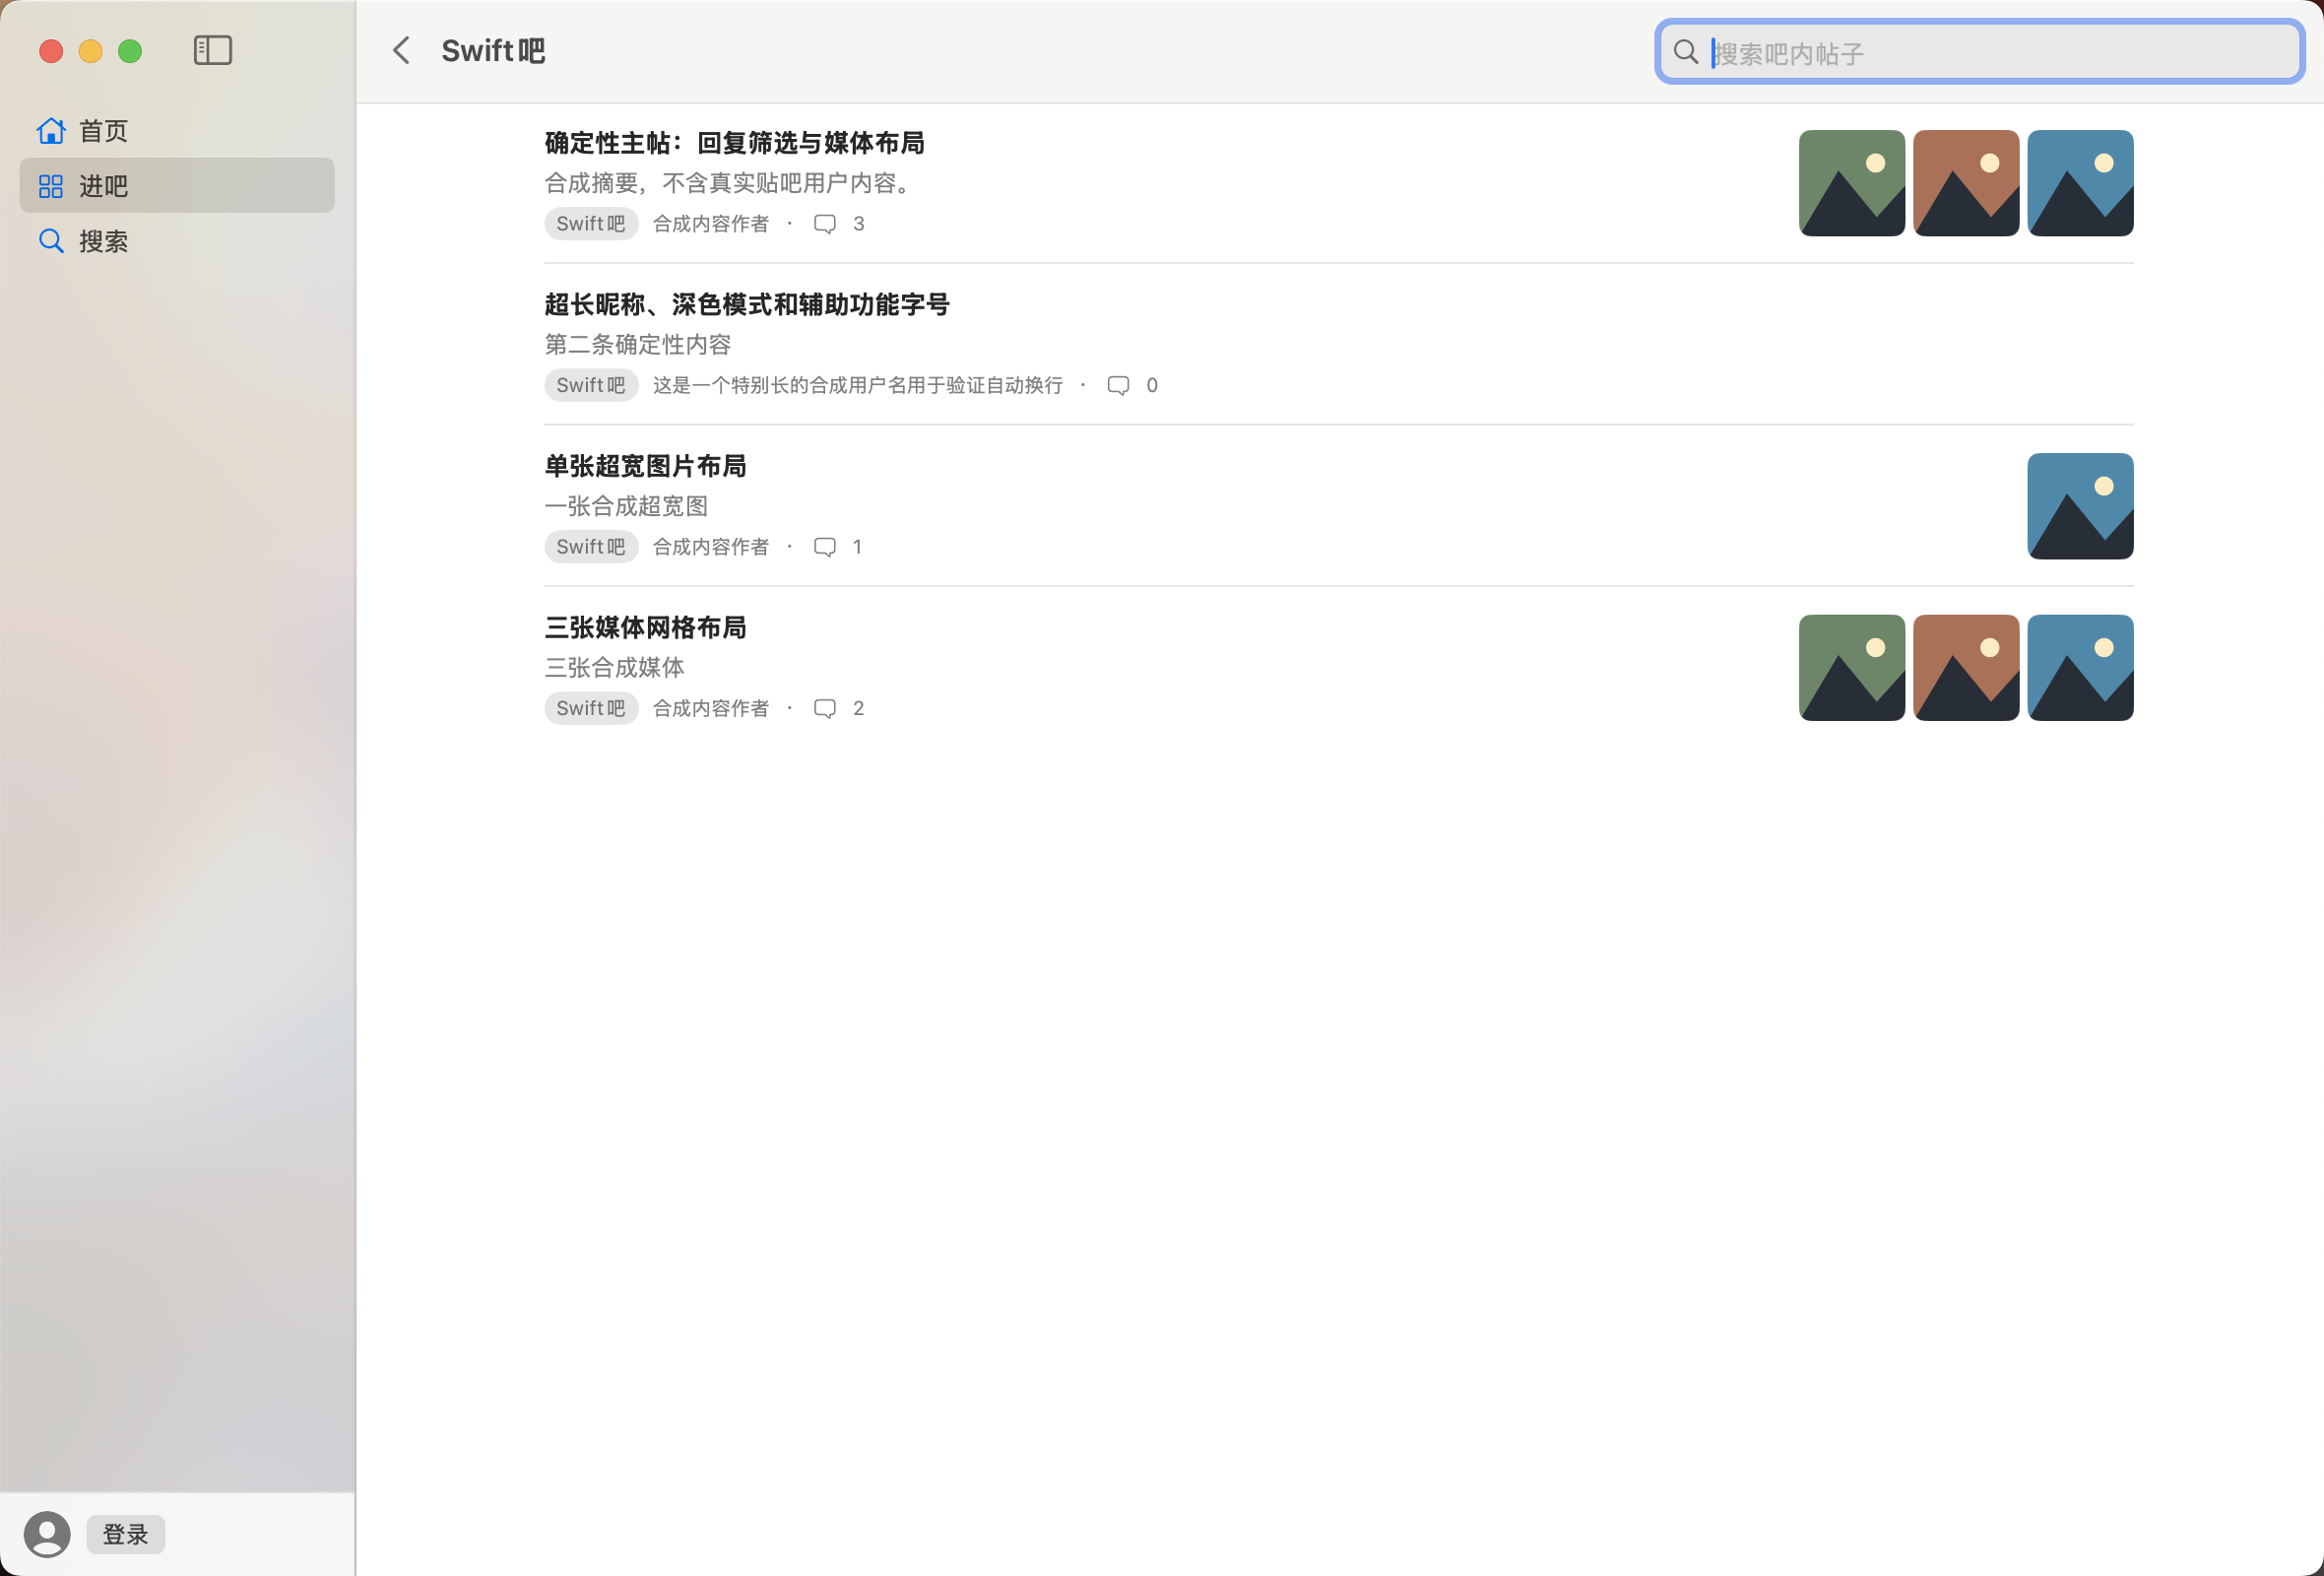 Swift吧
搜索吧内帖子
首页
进吧
搜索
确定性主帖：回复筛选与媒体布局
合成摘要，不含真实贴吧用户内容。
Swift吧 合成内容作者 · 3
超长昵称、深色模式和辅助功能字号
第二条确定性内容
Swift吧 这是一个特别长的合成用户名用于验证自动换行 · 0
单张超宽图片布局
一张合成超宽图
Swift吧 合成内容作者 · 1
三张媒体网格布局
三张合成媒体
Swift吧 合成内容作者 · 2
登录